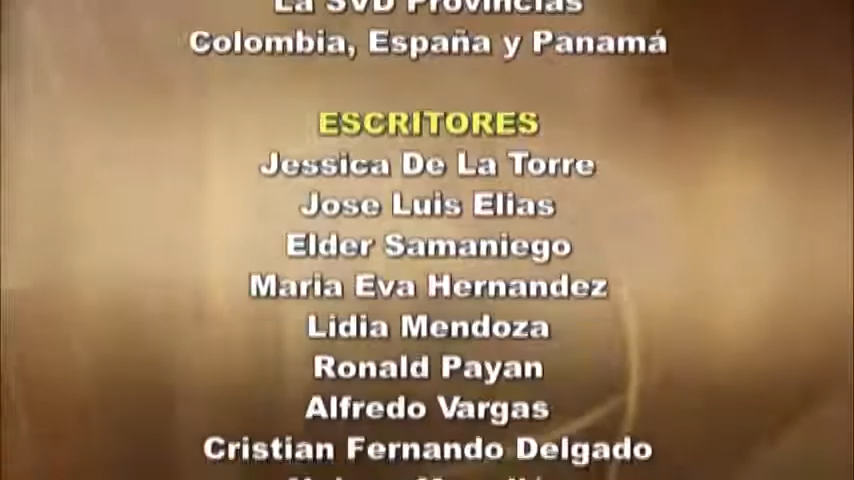 La SVD Provincias
Colombia, España y Panamá
ESCRITORES
Jessica De La Torre
Jose Luis Elias
Elder Samaniego
Maria Eva Hernandez
Lidia Mendoza
Ronald Payan
Alfredo Vargas
Cristian Fernando Delgado